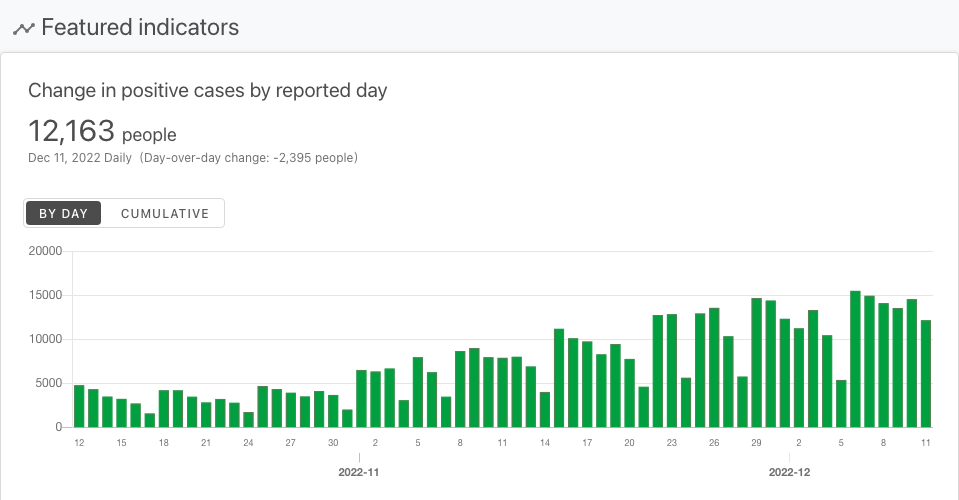 Featured indicators
Change in positive cases by reported day
12,163 people
Dec 11, 2022 Daily (Day-over-day change: -2,395 people)
BY DAY CUMULATIVE
20000
15000
10000
5000
0
12 15 18 21 24 27 30 2 5 8 11 14 17 20 23 26 29 2 5 8 11
2022-11 2022-12